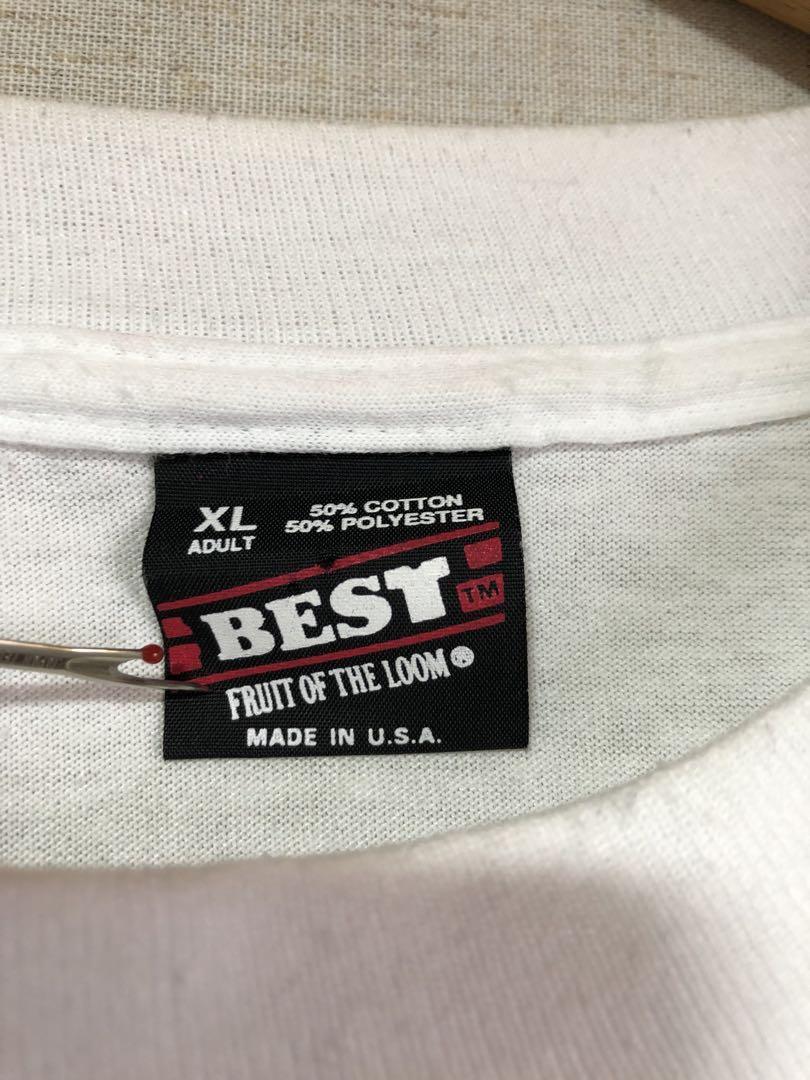 XL
ADULT
50% COTTON
50% POLYESTER
BEST
TM
FRUIT OF THE LOOM®
MADE IN U.S.A.